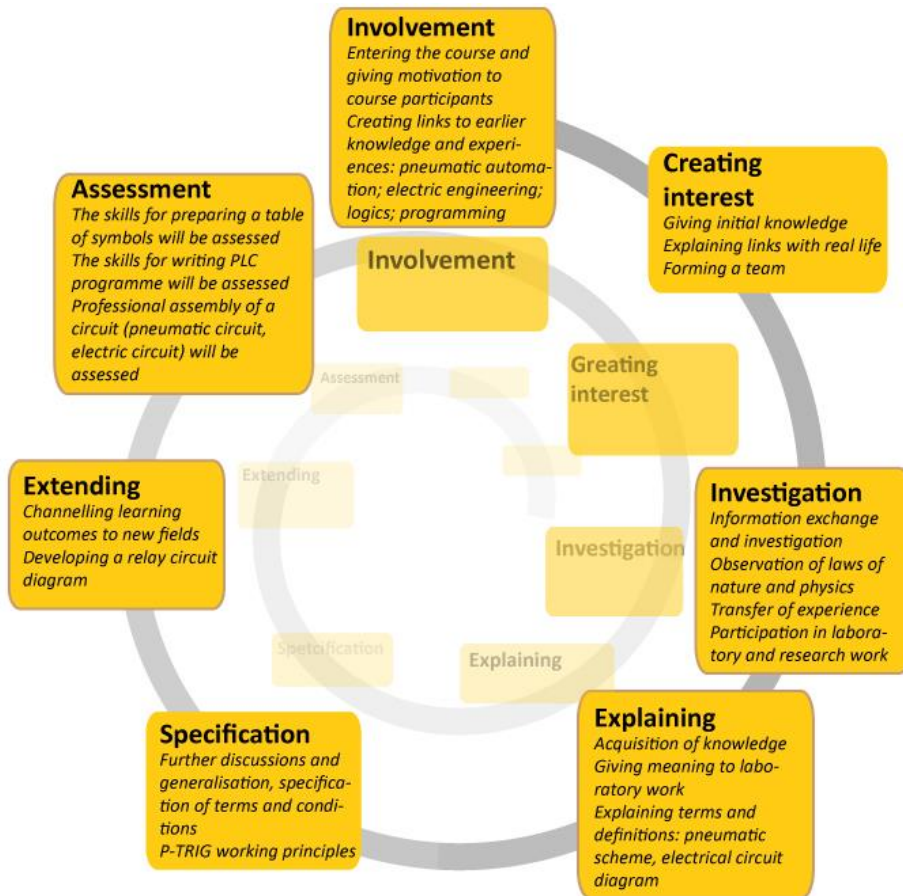 Involvement
Entering the course and
giving motivation to
course participants
Creating links to earlier
knowledge and experi-
ences: pneumatic automa-
tion; electric engineering;
logics; programming
Creating
interest
Giving initial knowledge
Explaining links with real life
Forming a team
Investigation
Information exchange
and investigation
Observation of laws of
nature and physics
Transfer of experience
Participation in labora-
tory and research work
Explaining
Acquisition of knowledge
Giving meaning to labo-
ratory work
Explaining terms and
definitions: pneumatic
scheme, electrical circuit
diagram
Specification
Further discussions and
generalisation, specifica-
tion of terms and condi-
tions
P-TRIG working principles
Extending
Channelling learning
outcomes to new fields
Developing a relay circuit
diagram
Assessment
The skills for preparing a table
of symbols will be assessed
The skills for writing PLC
programme will be assessed
Professional assembly of a
circuit (pneumatic circuit,
electric circuit) will be
assessed
Involvement
Greating
interest
Investigation
Explaining
Spetcification
Extending
Assessment